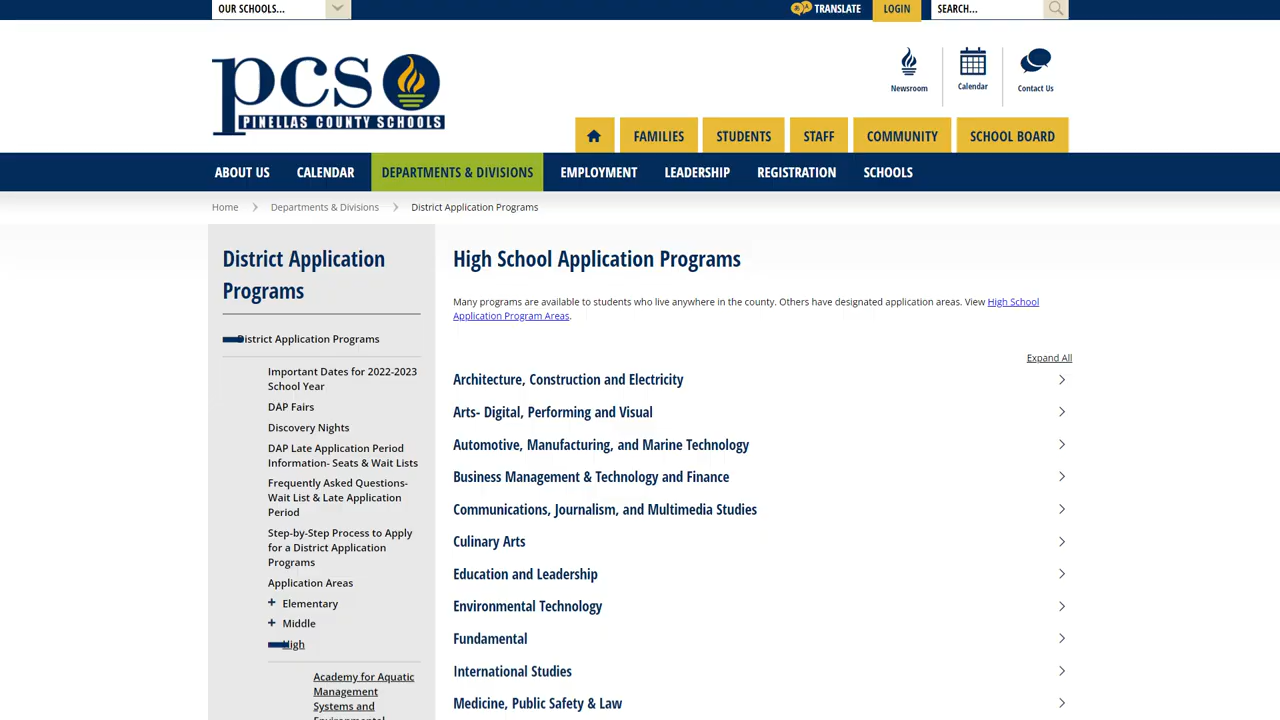 OUR SCHOOLS...
TRANSLATE
LOGIN
SEARCH...
pcs
PINELLAS COUNTY SCHOOLS
Newsroom
Calendar
Contact Us
FAMILIES
STUDENTS
STAFF
COMMUNITY
SCHOOL BOARD
ABOUT US
CALENDAR
DEPARTMENTS & DIVISIONS
EMPLOYMENT
LEADERSHIP
REGISTRATION
SCHOOLS
Home
Departments & Divisions
District Application Programs
District Application
Programs
District Application Programs
Important Dates for 2022-2023
School Year
DAP Fairs
Discovery Nights
DAP Late Application Period
Information- Seats & Wait Lists
Frequently Asked Questions-
Wait List & Late Application
Period
Step-by-Step Process to Apply
for a District Application
Programs
Application Areas
+ Elementary
+ Middle
High
Academy for Aquatic
Management
Systems and
Environmental
High School Application Programs
Many programs are available to students who live anywhere in the county. Others have designated application areas. View High School
Application Program Areas.
Expand All
Architecture, Construction and Electricity
Arts- Digital, Performing and Visual
Automotive, Manufacturing, and Marine Technology
Business Management & Technology and Finance
Communications, Journalism, and Multimedia Studies
Culinary Arts
Education and Leadership
Environmental Technology
Fundamental
International Studies
Medicine, Public Safety & Law